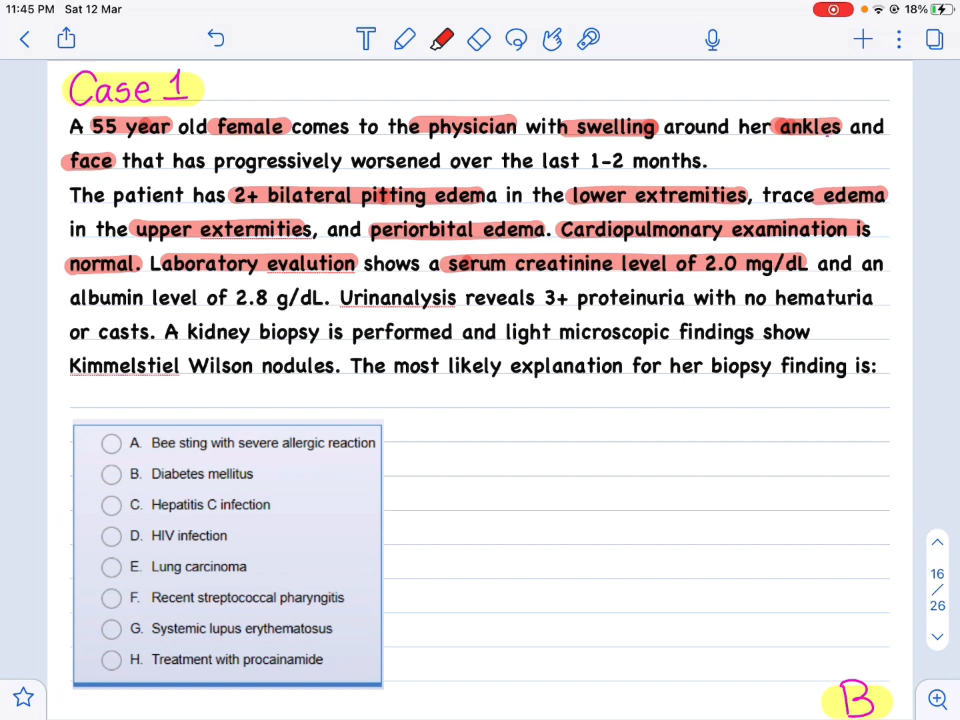 11:45 PM Sat 12 Mar
18%
T
Case 1
A 55 year old female comes to the physician with swelling around her ankles and
face that has progressively worsened over the last 1-2 months.
The patient has 2+ bilateral pitting edema in the lower extremities, trace edema
in the upper extermities, and periorbital edema. Cardiopulmonary examination is
normal. Laboratory evalution shows a serum creatinine level of 2.0 mg/dL and an
albumin level of 2.8 g/dL. Urinanalysis reveals 3+ proteinuria with no hematuria
or casts. A kidney biopsy is performed and light microscopic findings show
Kimmelstiel Wilson nodules. The most likely explanation for her biopsy finding is:
A. Bee sting with severe allergic reaction
B. Diabetes mellitus
C. Hepatitis C infection
D. HIV infection
E. Lung carcinoma
F. Recent streptococcal pharyngitis
G. Systemic lupus erythematosus
H. Treatment with procainamide
16
/
26
B